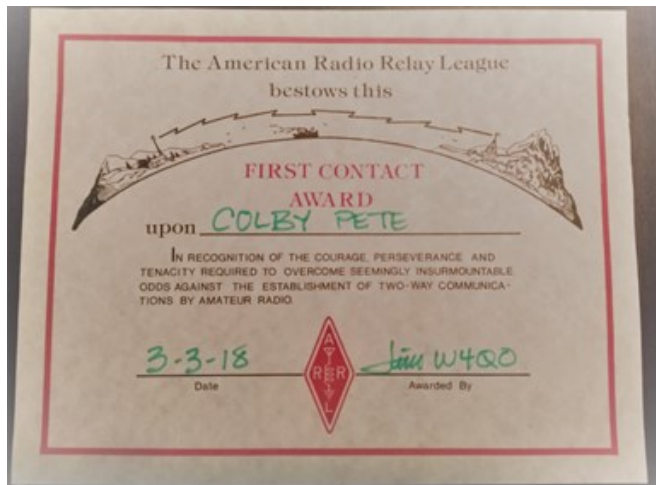 The American Radio Relay League
bestows this
FIRST CONTACT
AWARD
upon COLBY PETE
IN RECOGNITION OF THE COURAGE, PERSEVERANCE AND
TENACITY REQUIRED TO OVERCOME SEEMINGLY INSURMOUNTABLE
ODDS AGAINST THE ESTABLISHMENT OF TWO-WAY COMMUNICA-
TIONS BY AMATEUR RADIO.
3-3-18
Date
A
R R
L
Jim W4QO
Awarded By